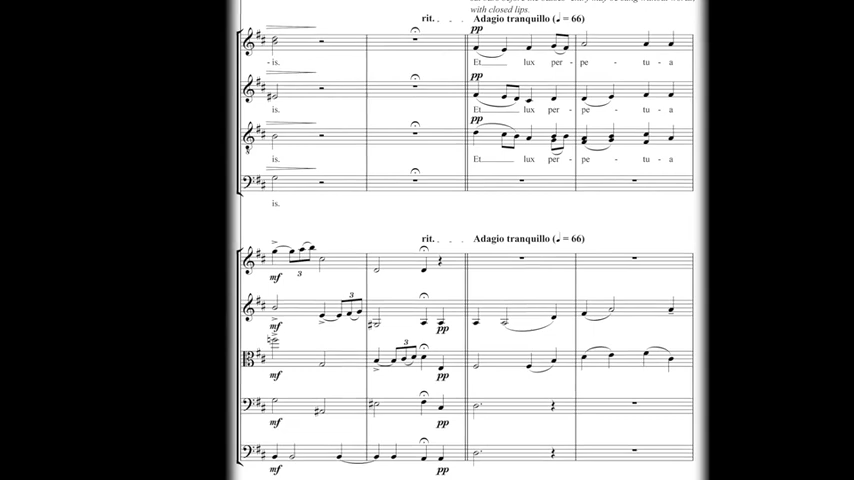 with closed lips.
rit. Adagio tranquillo (♩ = 66)
pp
- is. Et lux per - pe - tu - a
pp
is. Et lux per - pe - tu - a
pp
is. Et lux per - pe - tu - a
is.
rit. Adagio tranquillo (♩ = 66)
3
mf
3
mf pp
3
mf pp
mf pp
mf pp